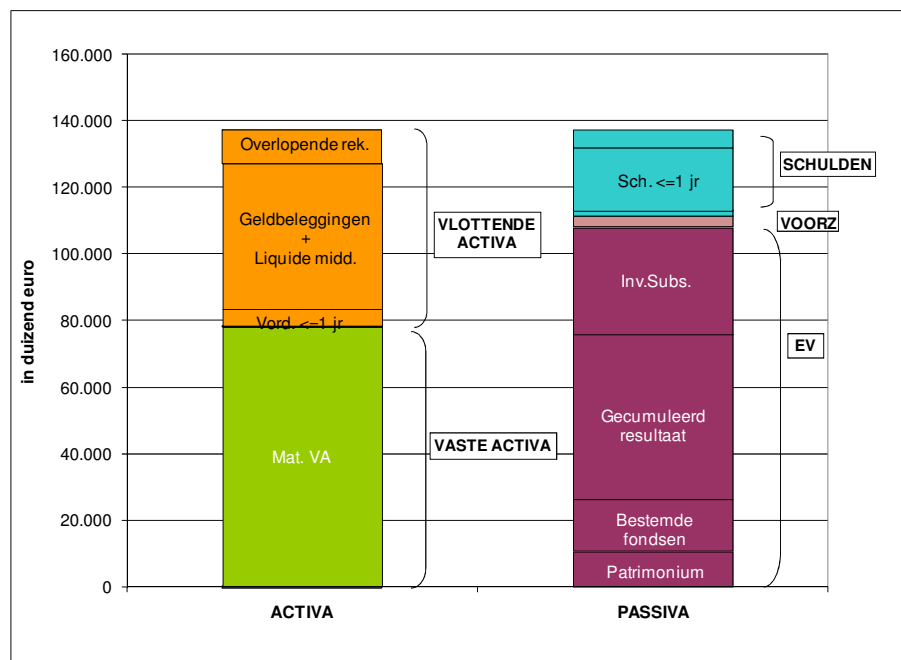 160.000
140.000
120.000
100.000
80.000
60.000
40.000
20.000
0
in duizend euro
Overlopende rek.
Geldbeleggingen
+
Liquide midd.
Vord. <=1 jr
Mat. VA
VLOTTENDE
ACTIVA
VASTE ACTIVA
Sch. <=1 jr
Inv.Subs.
Gecumuleerd
resultaat
Bestemde
fondsen
Patrimonium
SCHULDEN
VOORZ
EV
ACTIVA
PASSIVA